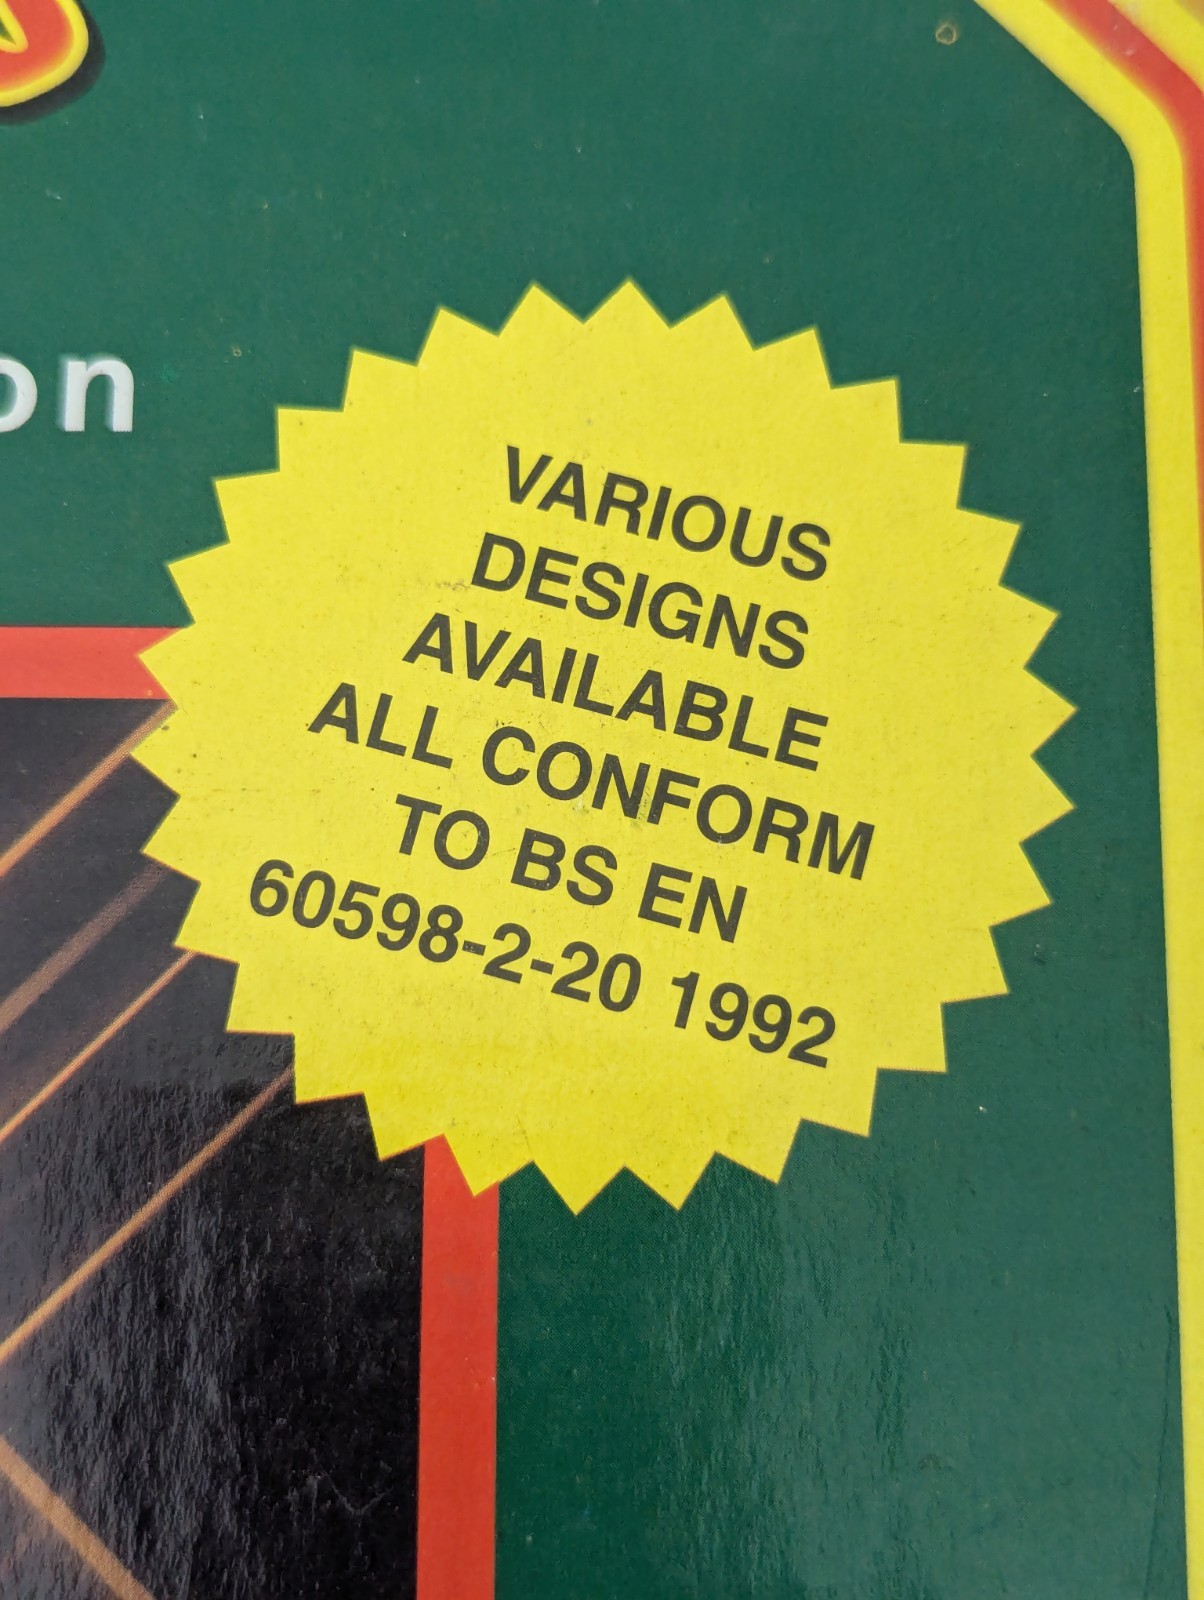 on
VARIOUS
DESIGNS
AVAILABLE
ALL CONFORM
TO BS EN
60598-2-20 1992